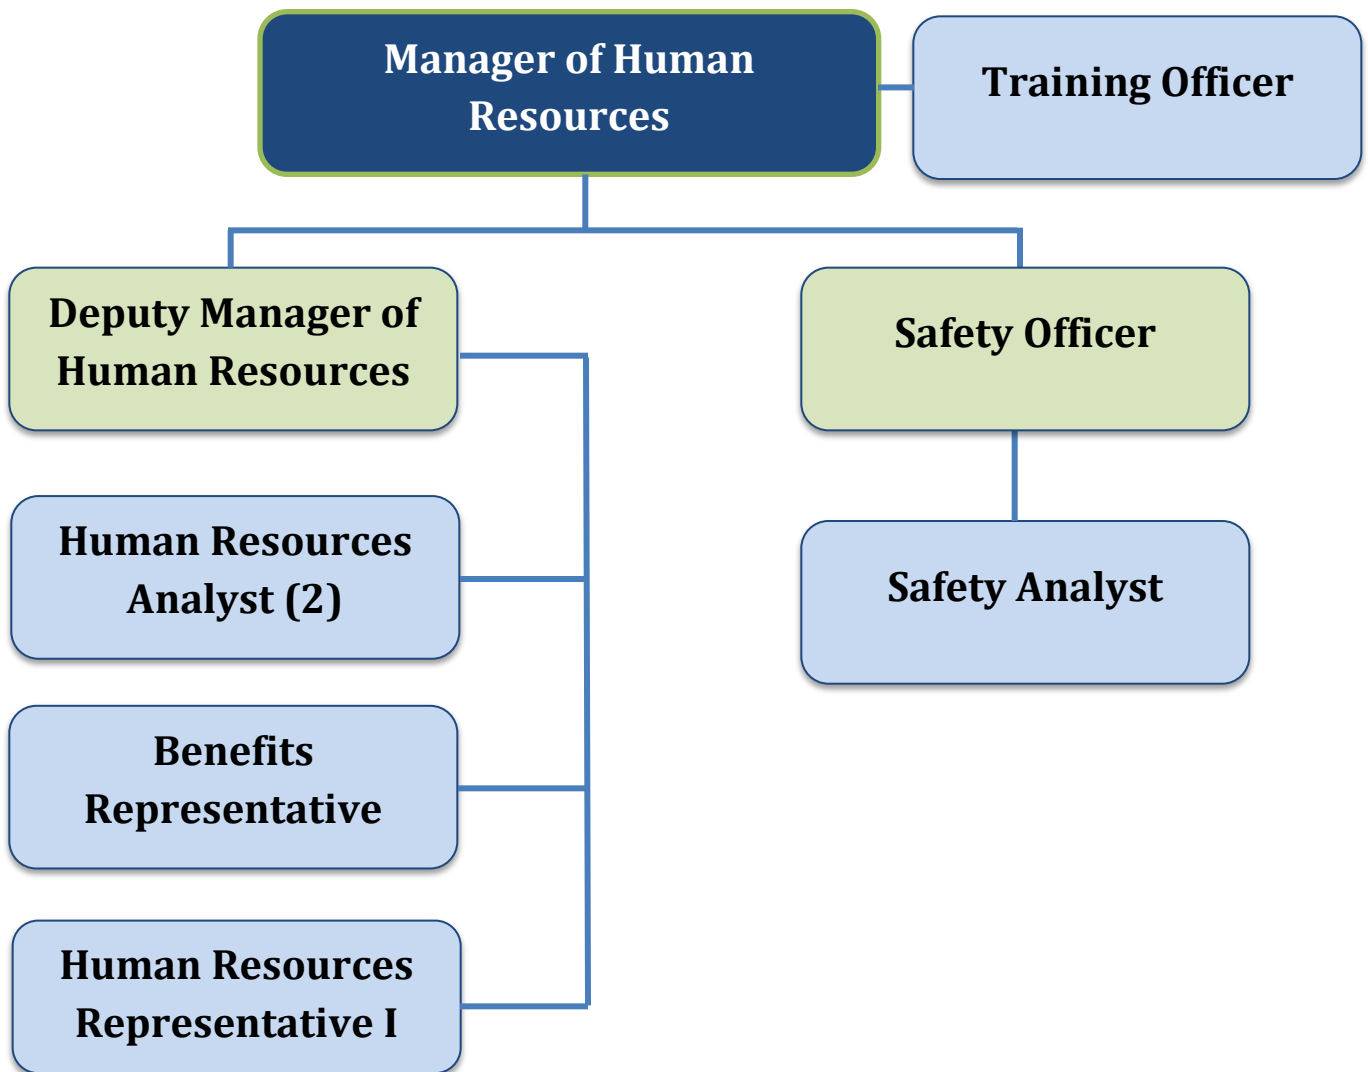 Manager of Human
Resources
Training Officer
Deputy Manager of
Human Resources
Safety Officer
Human Resources
Analyst (2)
Safety Analyst
Benefits
Representative
Human Resources
Representative I